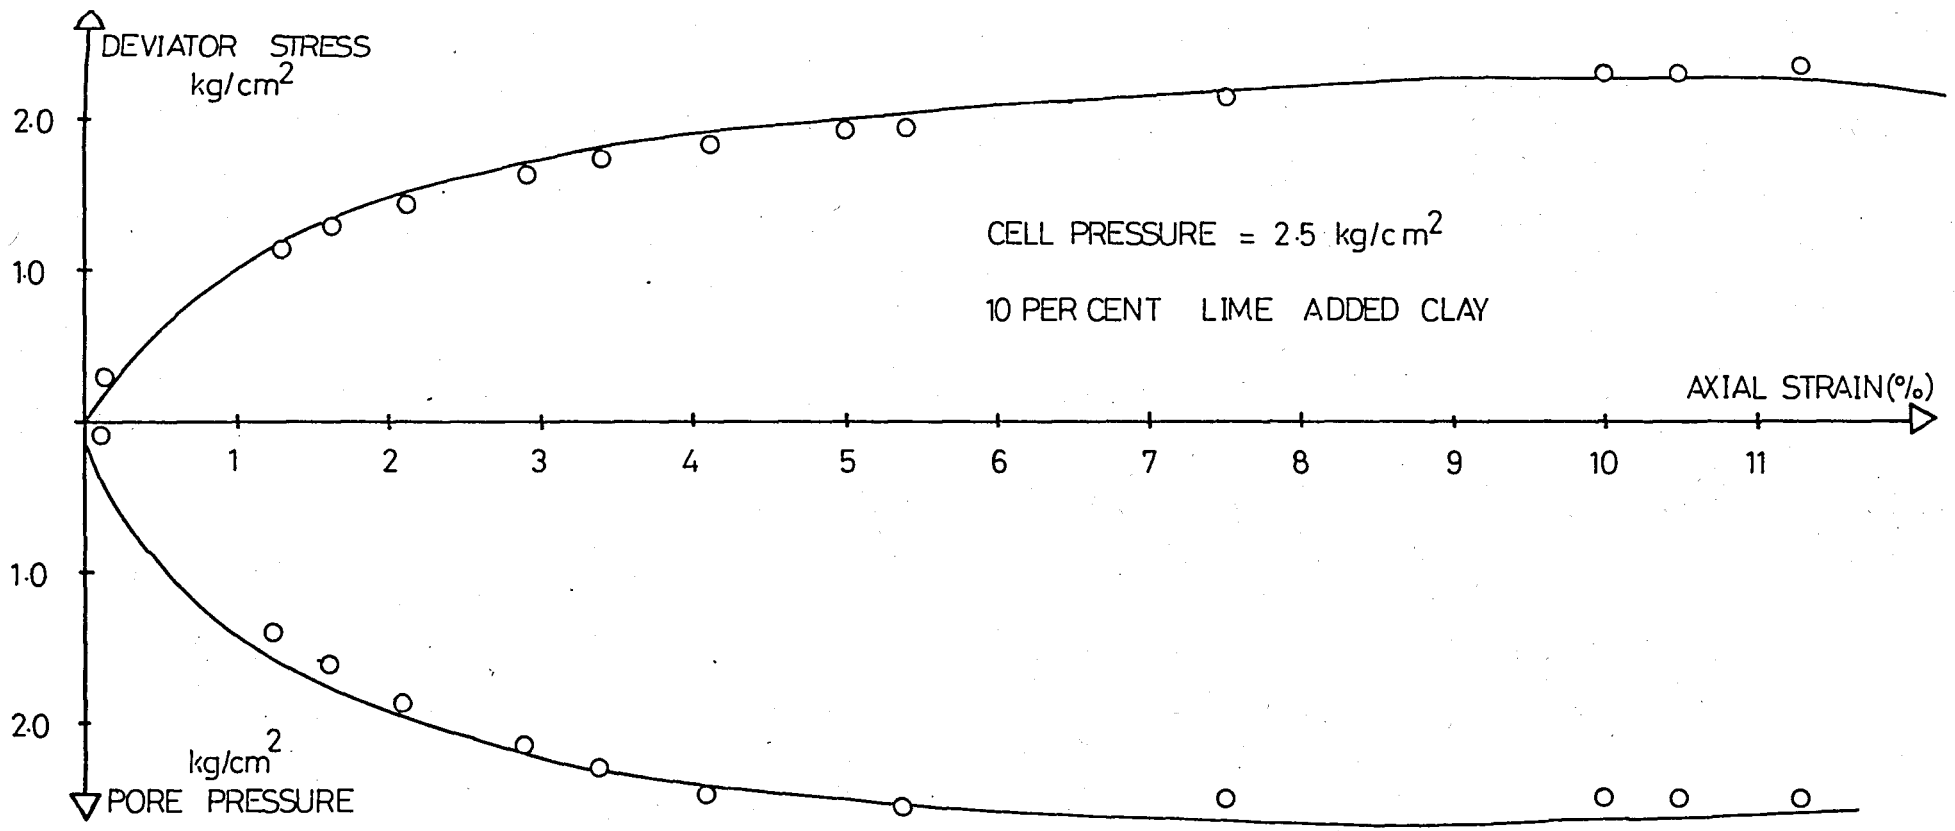 DEVIATOR STRESS
kg/cm²
2.0
1.0
CELL PRESSURE = 2.5 kg/cm²
10 PER CENT LIME ADDED CLAY
AXIAL STRAIN (%)
1 2 3 4 5 6 7 8 9 10 11
1.0
2.0
kg/cm²
PORE PRESSURE